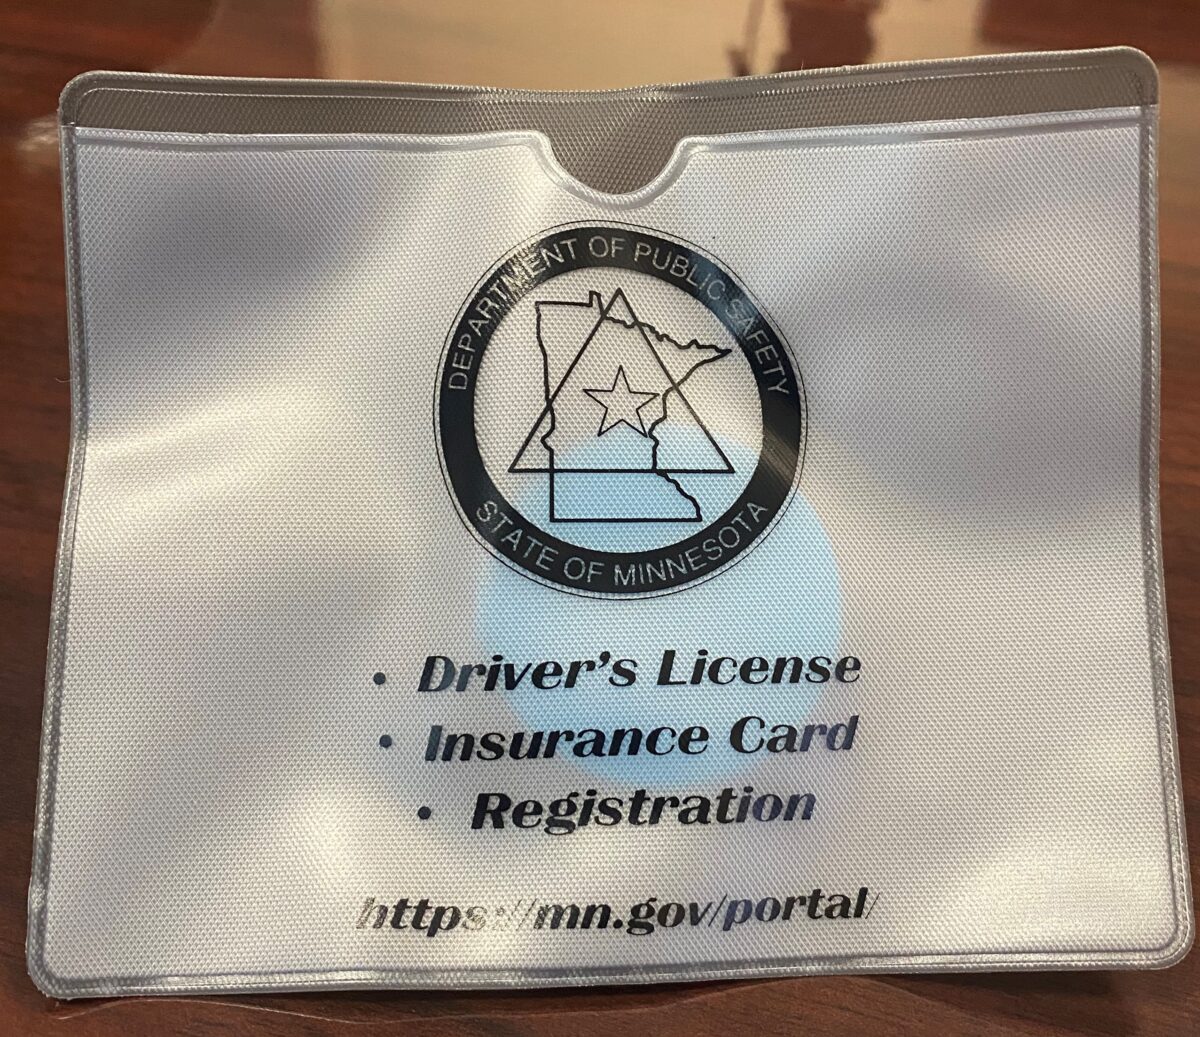 DEPARTMENT OF PUBLIC SAFETY
STATE OF MINNESOTA
• Driver's License
• Insurance Card
• Registration
https://mn.gov/portal/